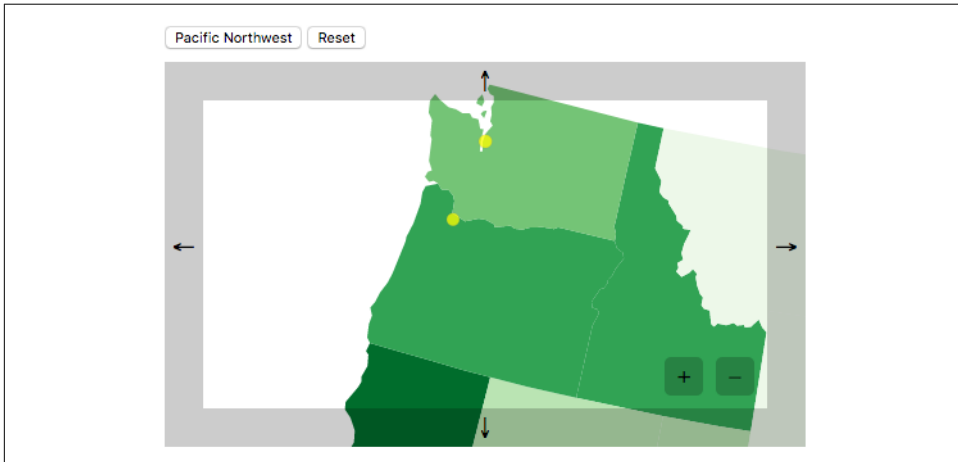 Pacific Northwest Reset
↑
← →
+ −
↓